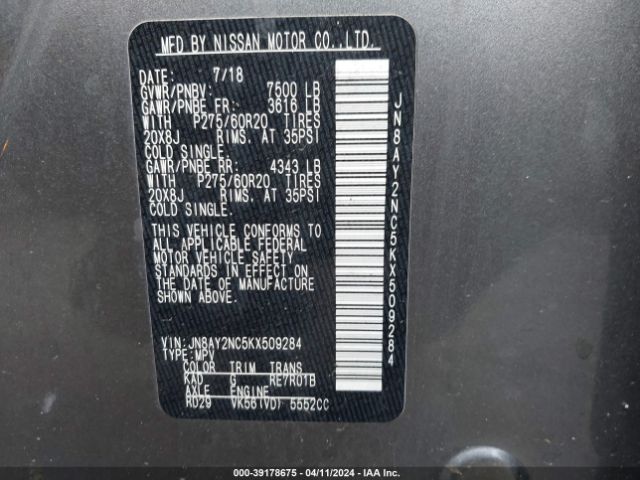 MFD BY NISSAN MOTOR CO.,LTD.
DATE: 7/18
GVWR/PNBV: 7500 LB
GAWR/PNBE FR: 3616 LB
WITH P275/60R20 TIRES
20X8J RIMS. AT 35PSI
COLD SINGLE.
GAWR/PNBE RR: 4343 LB
WITH P275/60R20 TIRES
20X8J RIMS. AT 35PSI
COLD SINGLE.
THIS VEHICLE CONFORMS TO
ALL APPLICABLE FEDERAL
MOTOR VEHICLE SAFETY
STANDARDS IN EFFECT ON
THE DATE OF MANUFACTURE
SHOWN ABOVE.
VIN: JN8AY2NC5KX509284
TYPE: MPV
COLOR TRIM TRANS
KAD G RE7R01B
AXLE ENGINE
RD29 VK56(VD) 5552CC
JN8AY2NC5KX509284
000-39178675 - 04/11/2024 - IAA Inc.